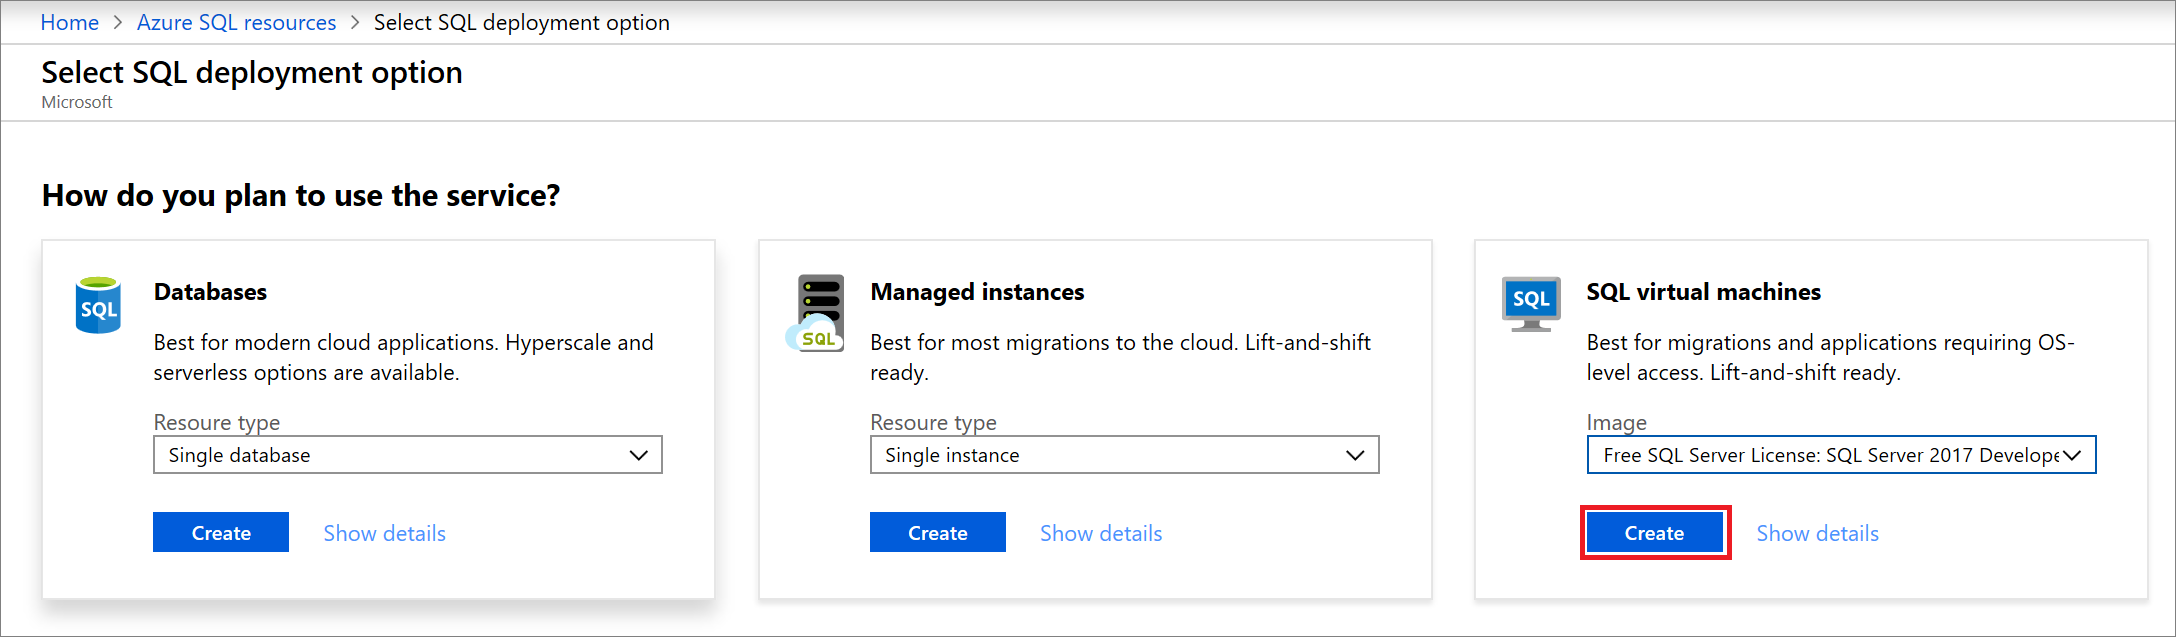 Home > Azure SQL resources > Select SQL deployment option
Select SQL deployment option
Microsoft
How do you plan to use the service?
SQL
Databases
Best for modern cloud applications. Hyperscale and
serverless options are available.
Resoure type
Single database
Create
Show details
SQL
Managed instances
Best for most migrations to the cloud. Lift-and-shift
ready.
Resoure type
Single instance
Create
Show details
SQL
SQL virtual machines
Best for migrations and applications requiring OS-
level access. Lift-and-shift ready.
Image
Free SQL Server License: SQL Server 2017 Develope
Create
Show details